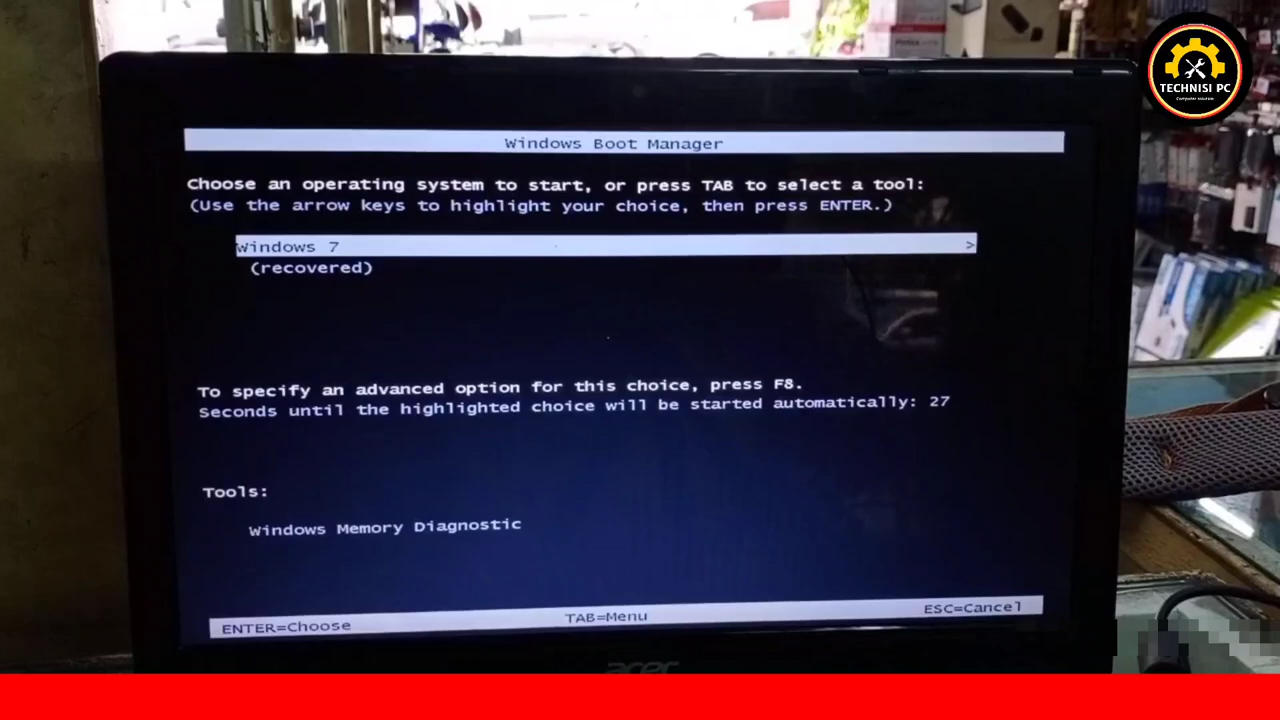 TECHNISI PC
Computer solution
Windows Boot Manager
Choose an operating system to start, or press TAB to select a tool:
(Use the arrow keys to highlight your choice, then press ENTER.)
Windows 7 >
(recovered)
To specify an advanced option for this choice, press F8.
Seconds until the highlighted choice will be started automatically: 27
Tools:
Windows Memory Diagnostic
ENTER=Choose TAB=Menu ESC=Cancel
acer